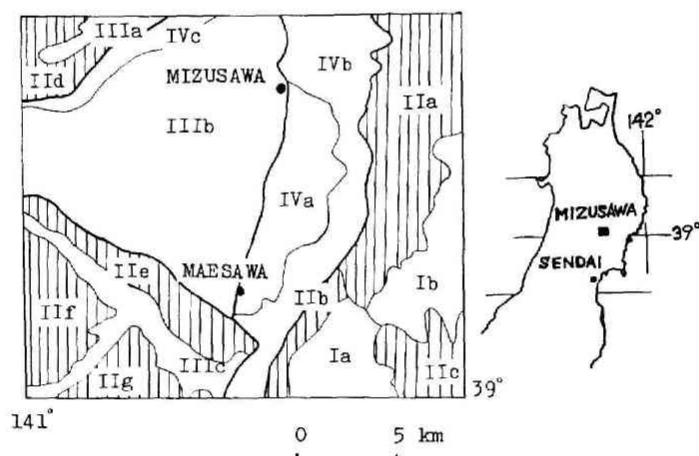 IIIa
IVc
IId
MIZUSAWA
IVb
IIa
IIIb
IVa
IIe
MAESAWA
IIb
Ib
IIf
IIIc
Ia
IIg
IIc
141°
39°
0 5 km
142°
MIZUSAWA
39°
SENDAI